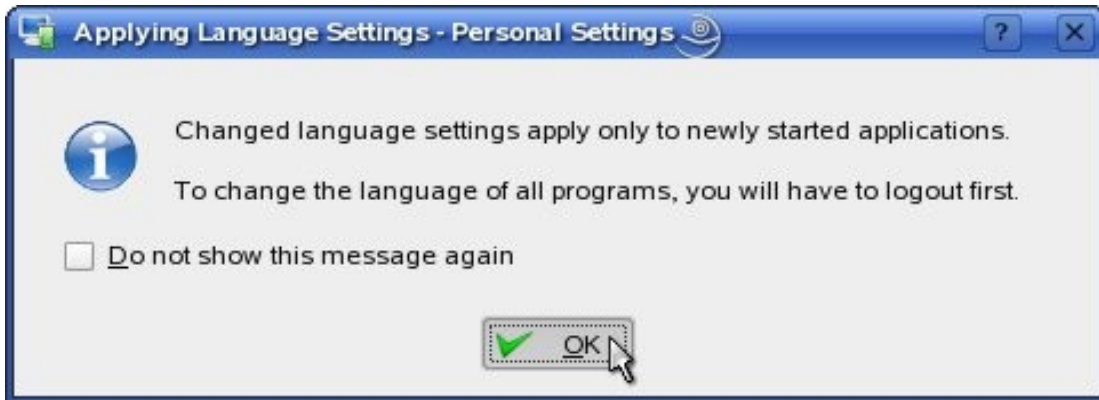 Applying Language Settings - Personal Settings
?
Changed language settings apply only to newly started applications.
To change the language of all programs, you will have to logout first.
Do not show this message again
OK